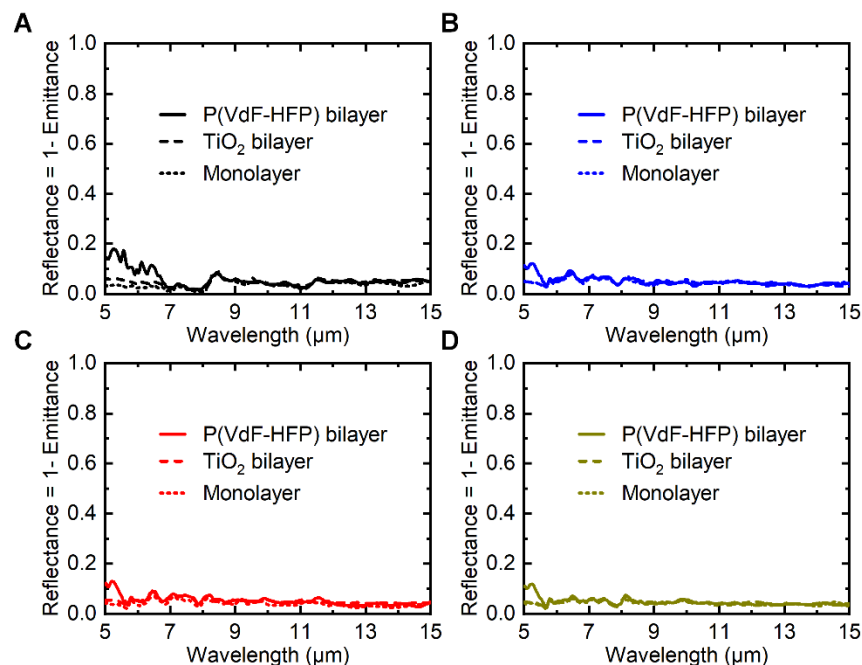 A
Reflectance = 1- Emittance
1.0
0.8
0.6
0.4
0.2
0.0
P(VdF-HFP) bilayer
TiO2 bilayer
Monolayer
5 7 9 11 13 15
Wavelength (µm)
B
Reflectance = 1- Emittance
1.0
0.8
0.6
0.4
0.2
0.0
P(VdF-HFP) bilayer
TiO2 bilayer
Monolayer
5 7 9 11 13 15
Wavelength (µm)
C
Reflectance = 1- Emittance
1.0
0.8
0.6
0.4
0.2
0.0
P(VdF-HFP) bilayer
TiO2 bilayer
Monolayer
5 7 9 11 13 15
Wavelength (µm)
D
Reflectance = 1- Emittance
1.0
0.8
0.6
0.4
0.2
0.0
P(VdF-HFP) bilayer
TiO2 bilayer
Monolayer
5 7 9 11 13 15
Wavelength (µm)